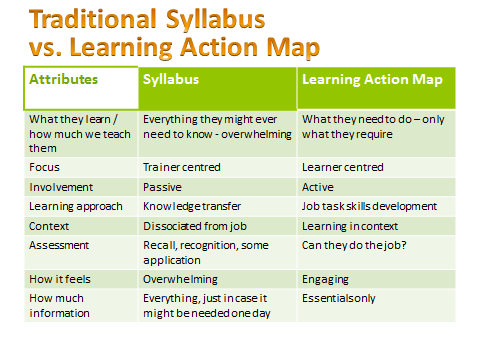 Traditional Syllabus
vs. Learning Action Map
Attributes Syllabus Learning Action Map
What they learn / Everything they might ever What they need to do – only
how much we teach need to know - overwhelming what they require
them
Focus Trainer centred Learner centred
Involvement Passive Active
Learning approach Knowledge transfer Job task skills development
Context Dissociated from job Learning in context
Assessment Recall, recognition, some Can they do the job?
application
How it feels Overwhelming Engaging
How much Everything, just in case it Essentials only
information might be needed one day